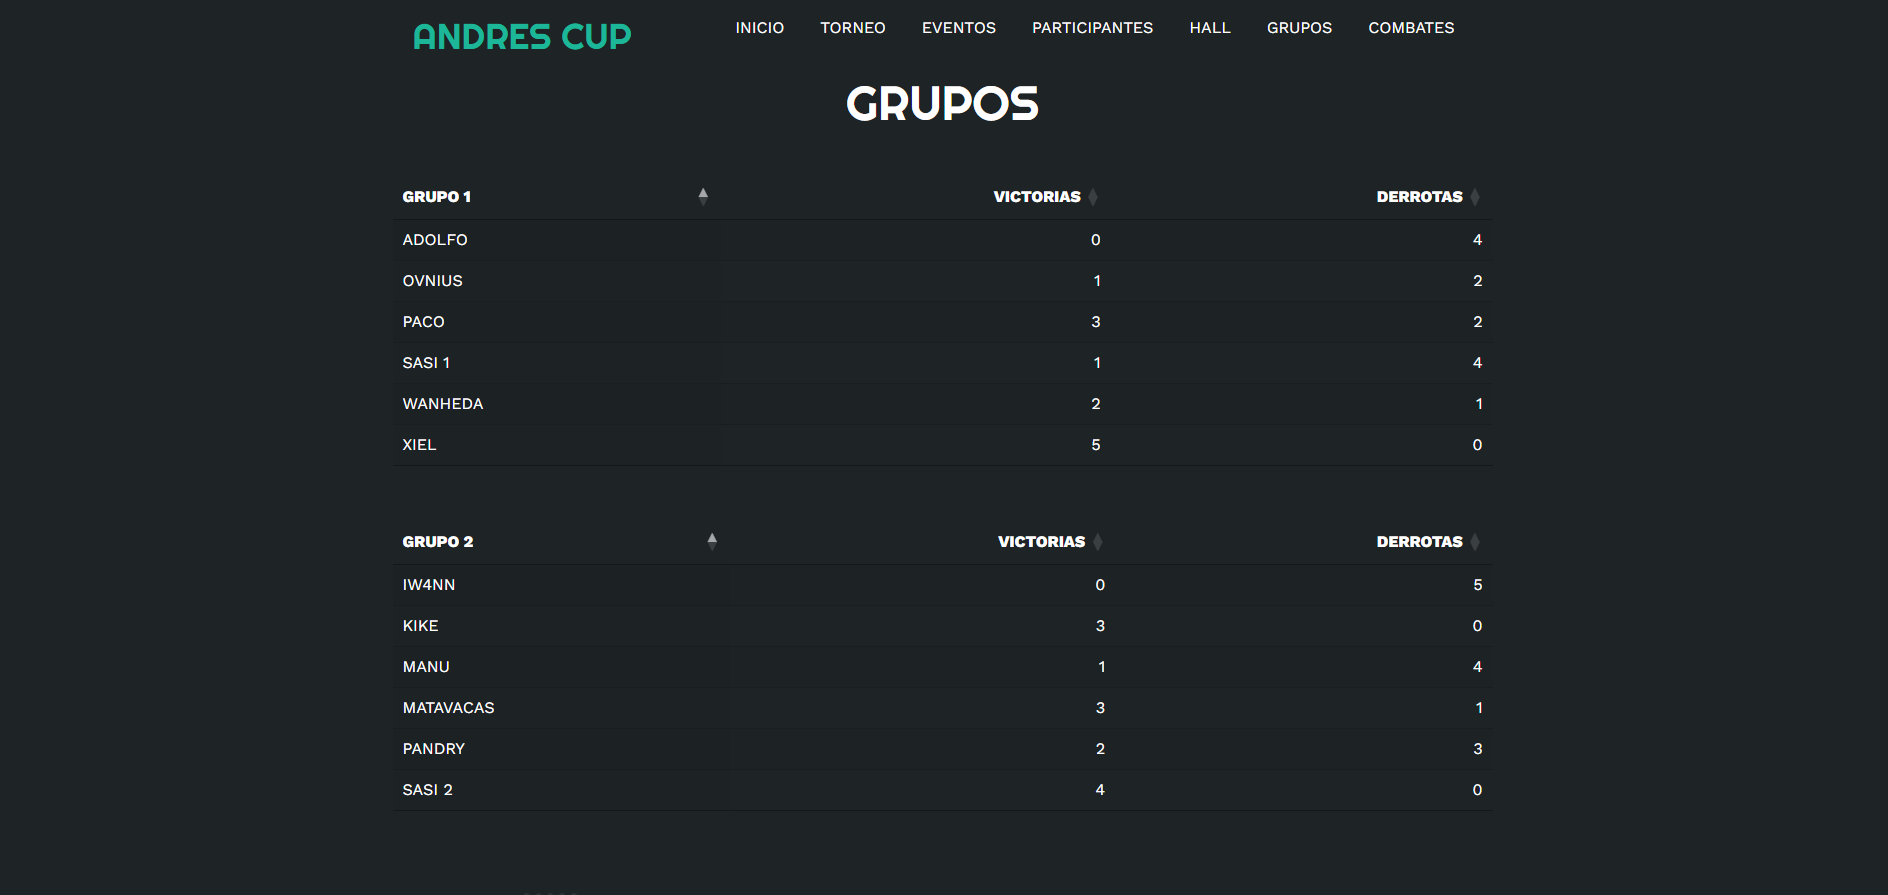 ANDRES CUP
INICIO TORNEO EVENTOS PARTICIPANTES HALL GRUPOS COMBATES
GRUPOS
GRUPO 1 VICTORIAS DERROTAS
ADOLFO 0 4
OVNIUS 1 2
PACO 3 2
SASI 1 1 4
WANHEDA 2 1
XIEL 5 0
GRUPO 2 VICTORIAS DERROTAS
IW4NN 0 5
KIKE 3 0
MANU 1 4
MATAVACAS 3 1
PANDRY 2 3
SASI 2 4 0